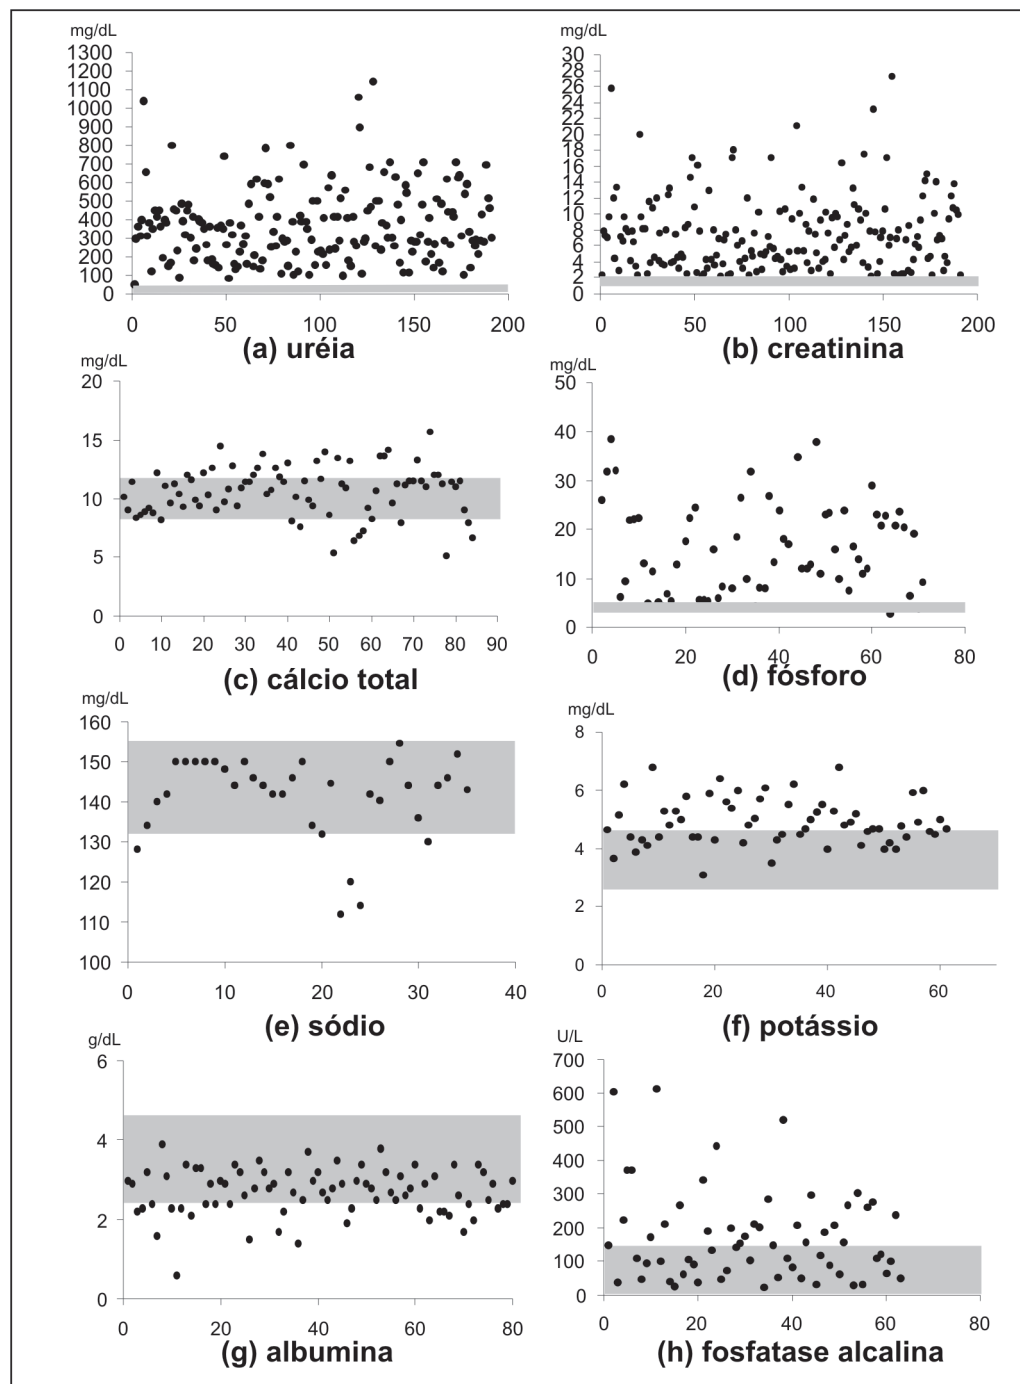 mg/dL
1300
1200
1100
1000
900
800
700
600
500
400
300
200
100
0
0 50 100 150 200
(a) uréia
mg/dL
30
28
26
24
22
20
18
16
14
12
10
8
6
4
2
2
0
0 50 100 150 200
(b) creatinina
mg/dL
20
15
10
5
0
0 10 20 30 40 50 60 70 80 90
(c) cálcio total
mg/dL
50
40
30
20
10
0
0 20 40 60 80
(d) fósforo
mg/dL
160
150
140
130
120
110
100
0 10 20 30 40
(e) sódio
mg/dL
8
6
4
2
0
0 20 40 60
(f) potássio
g/dL
6
4
2
0
0 20 40 60 80
(g) albumina
U/L
700
600
500
400
300
200
100
0
0 20 40 60 80
(h) fosfatase alcalina